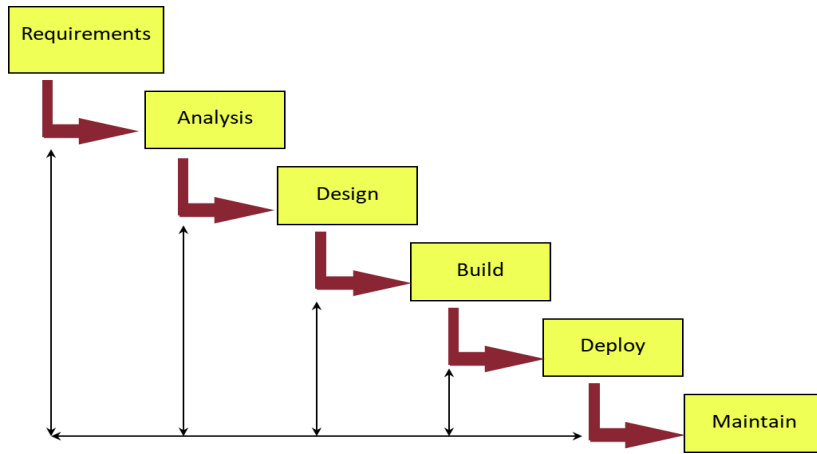 Requirements
Analysis
Design
Build
Deploy
Maintain